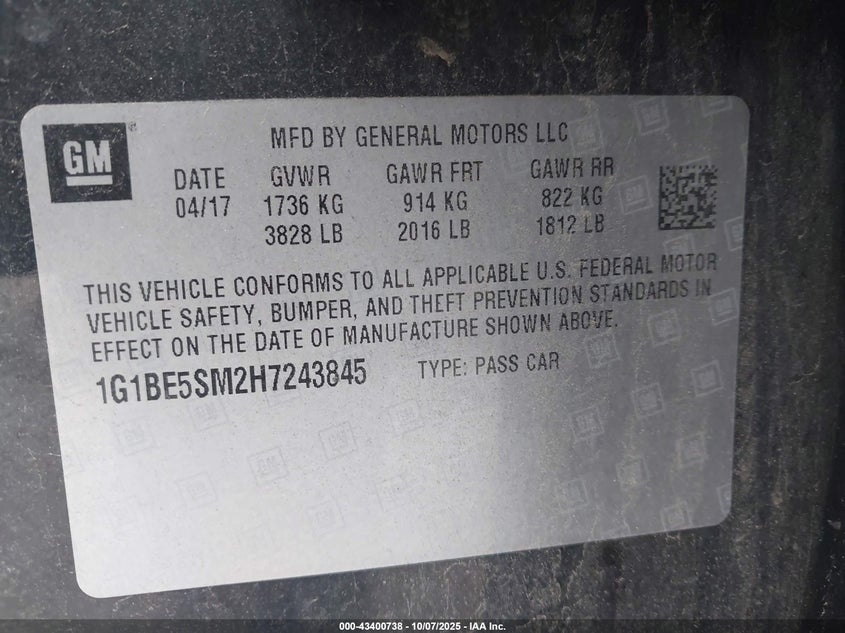 GM
MFD BY GENERAL MOTORS LLC
DATE GVWR GAWR FRT GAWR RR
04/17 1736 KG 914 KG 822 KG
3828 LB 2016 LB 1812 LB
THIS VEHICLE CONFORMS TO ALL APPLICABLE U.S. FEDERAL MOTOR
VEHICLE SAFETY, BUMPER, AND THEFT PREVENTION STANDARDS IN
EFFECT ON THE DATE OF MANUFACTURE SHOWN ABOVE.
1G1BE5SM2H7243845 TYPE: PASS CAR
000-43400738 - 10/07/2025 - IAA Inc.